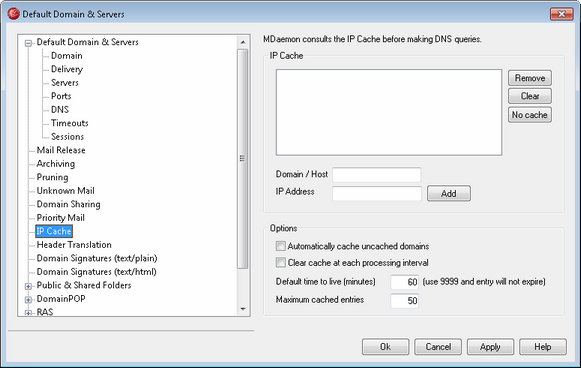 Default Domain & Servers
Default Domain & Servers
Domain
Delivery
Servers
Ports
DNS
Timeouts
Sessions
Mail Release
Archiving
Pruning
Unknown Mail
Domain Sharing
Priority Mail
IP Cache
Header Translation
Domain Signatures (text/plain)
Domain Signatures (text/html)
Public & Shared Folders
DomainPOP
RAS
MDaemon consults the IP Cache before making DNS queries.
IP Cache
Remove
Clear
No cache
Domain / Host
IP Address
Add
Options
Automatically cache uncached domains
Clear cache at each processing interval
Default time to live (minutes) 60 (use 9999 and entry will not expire)
Maximum cached entries 50
Ok Cancel Apply Help